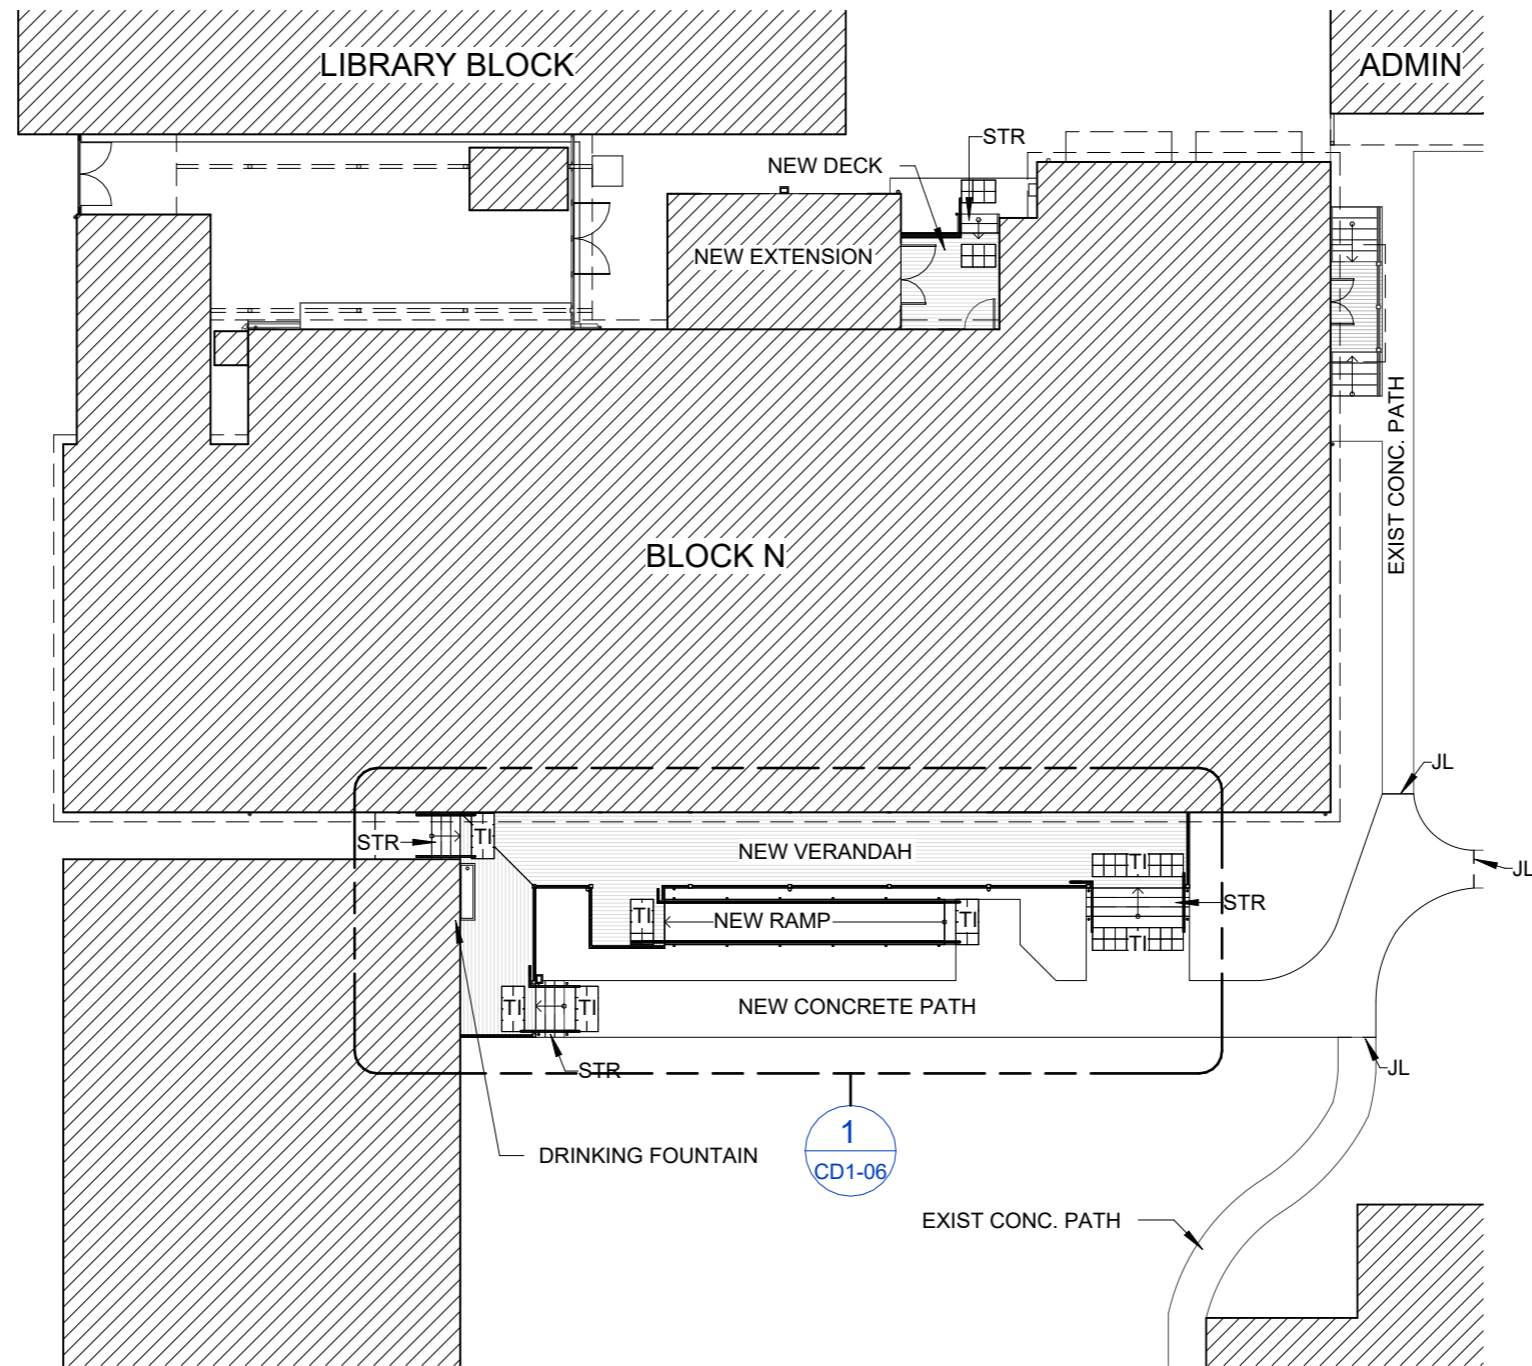 LIBRARY BLOCK
ADMIN
STR
NEW DECK
NEW EXTENSION
EXIST CONC. PATH
BLOCK N
JL
STR
TI
NEW VERANDAH
TI
JL
TI
NEW RAMP
TI
STR
TI
TI
TI
NEW CONCRETE PATH
STR
JL
1
CD1-06
DRINKING FOUNTAIN
EXIST CONC. PATH